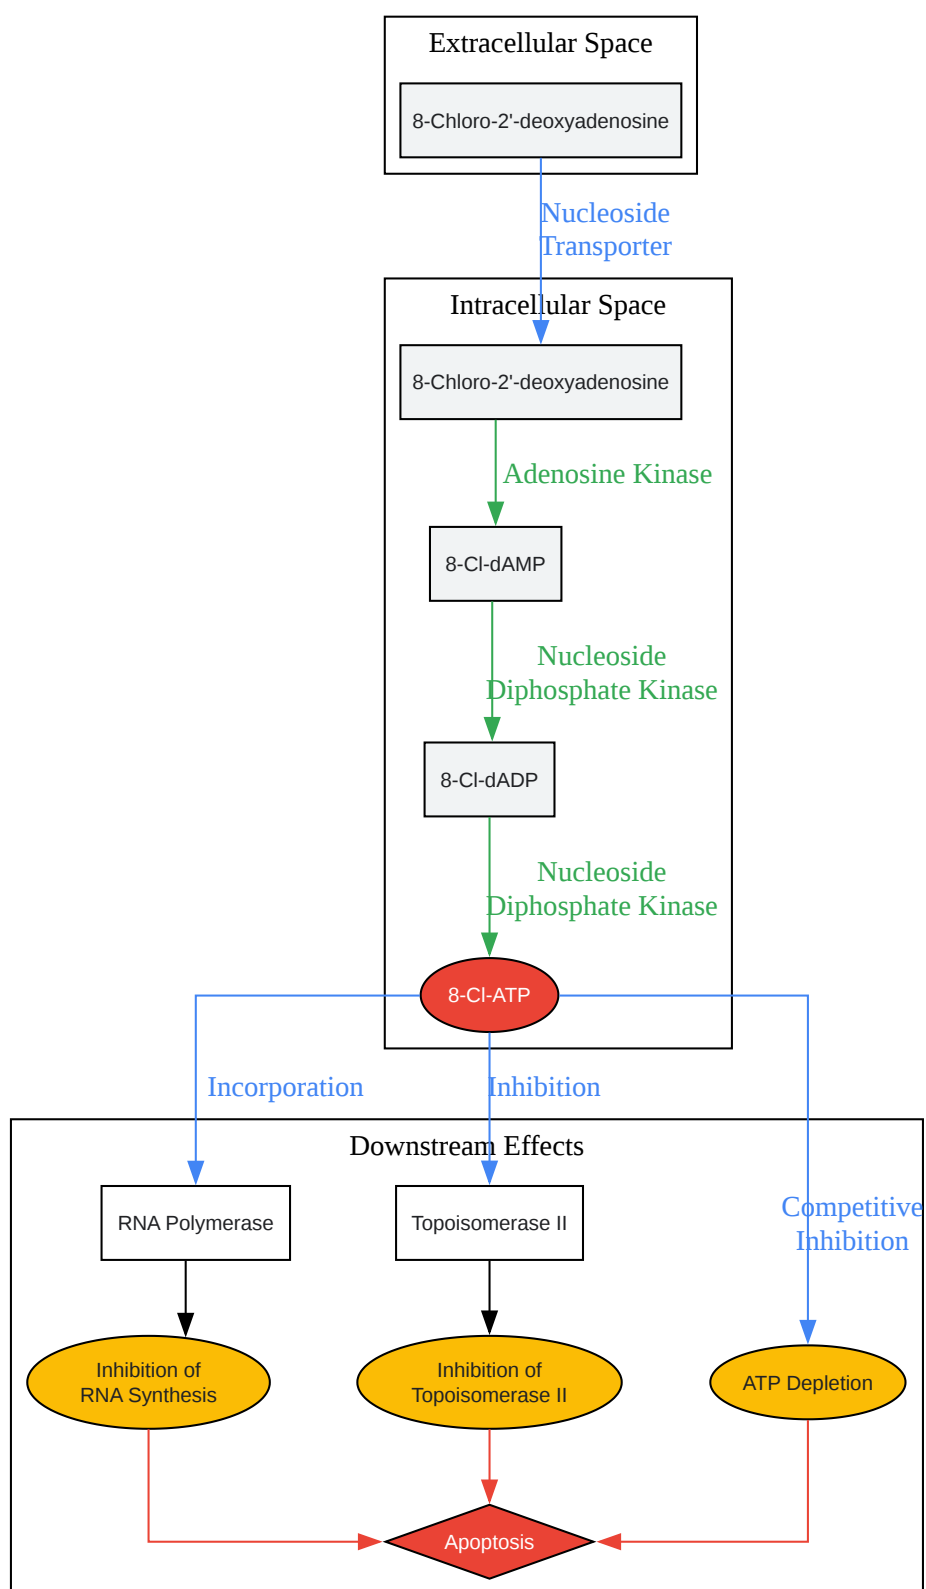 Extracellular Space
8-Chloro-2'-deoxyadenosine
Nucleoside
Transporter
Intracellular Space
8-Chloro-2'-deoxyadenosine
Adenosine Kinase
8-Cl-dAMP
Nucleoside
Diphosphate Kinase
8-Cl-dADP
Nucleoside
Diphosphate Kinase
8-Cl-ATP
Incorporation
Inhibition
Downstream Effects
RNA Polymerase
Topoisomerase II
Competitive
Inhibition
Inhibition of
RNA Synthesis
Inhibition of
Topoisomerase II
ATP Depletion
Apoptosis